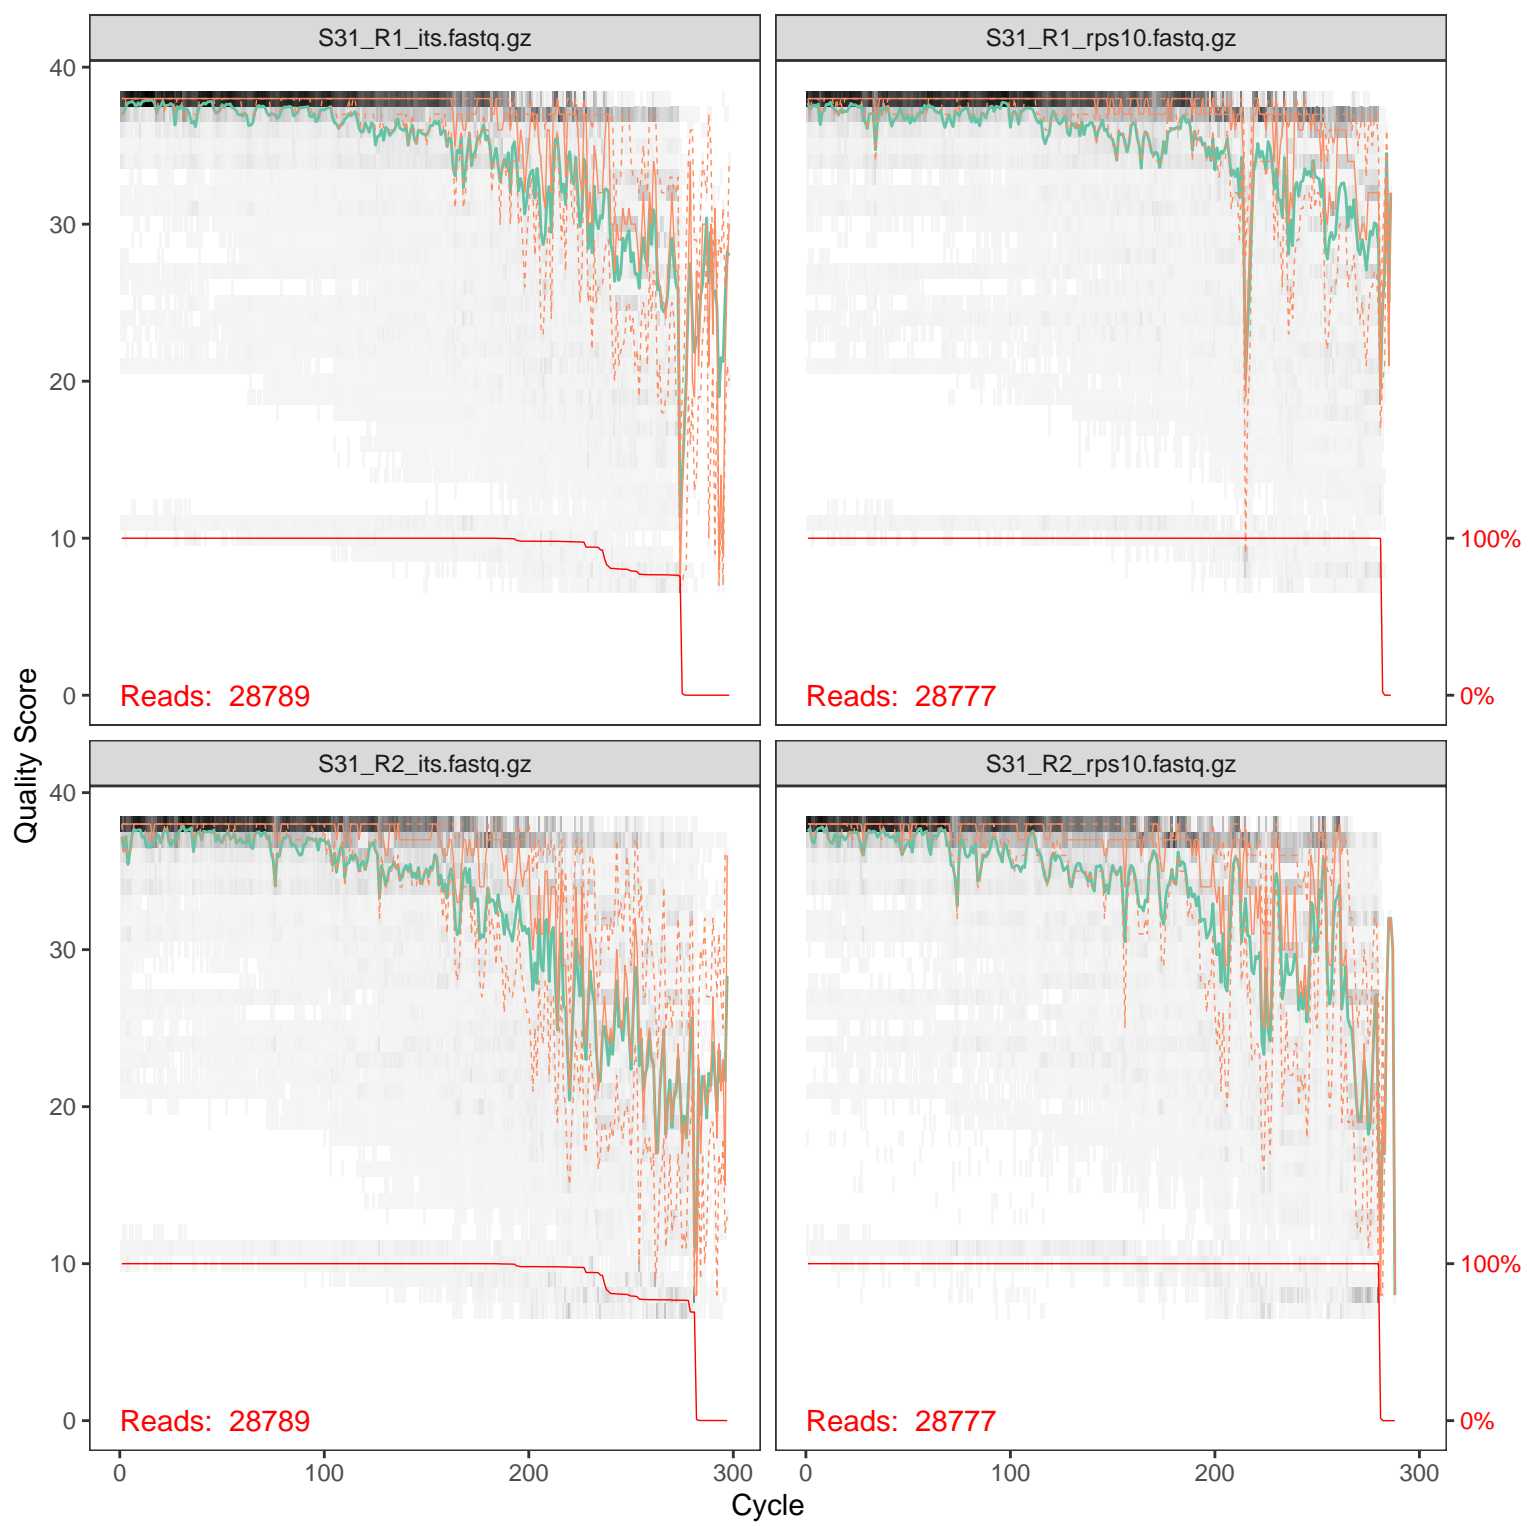 S31_R1_its.fastq.gz
S31_R1_rps10.fastq.gz
40
30
20
10
0
Reads: 28789
Reads: 28777
100%
0%
Quality Score
S31_R2_its.fastq.gz
S31_R2_rps10.fastq.gz
40
30
20
10
0
Reads: 28789
Reads: 28777
100%
0%
0 100 200 300
0 100 200 300
Cycle